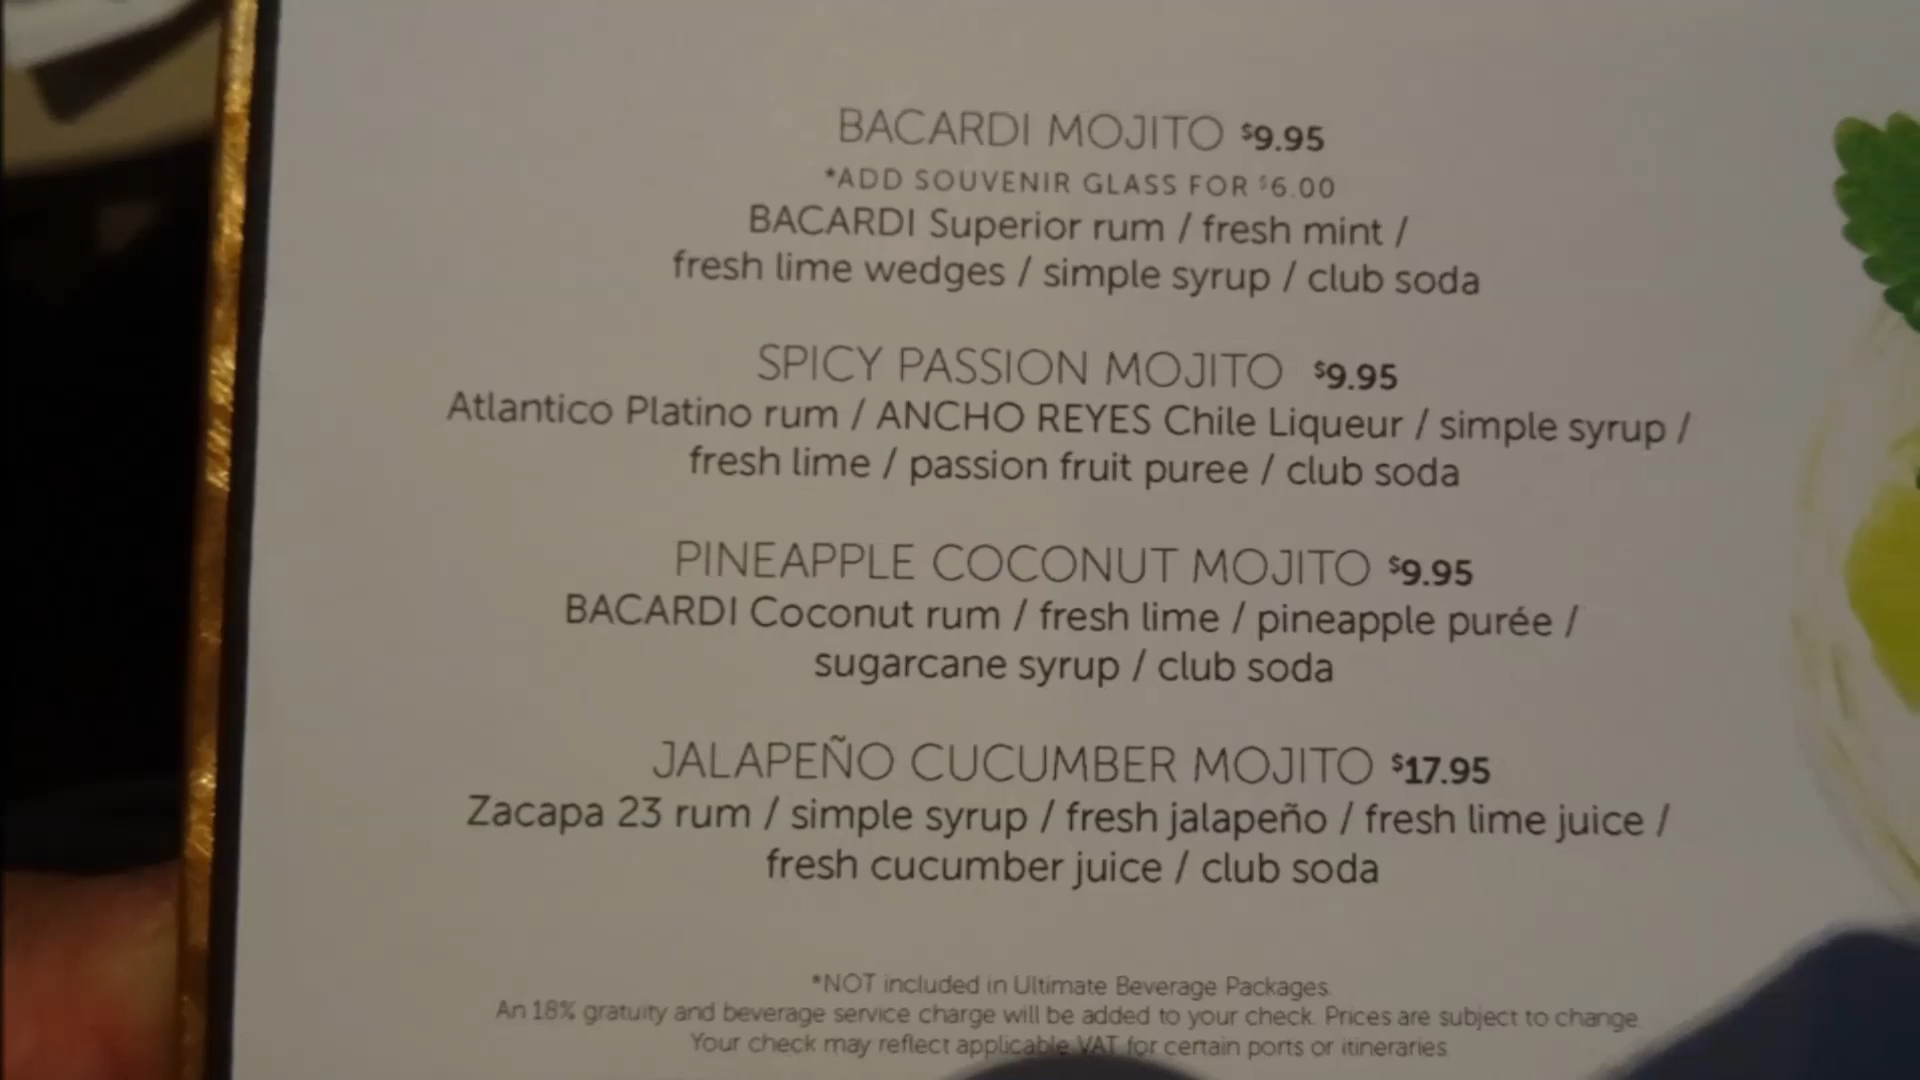 BACARDI MOJITO $9.95
*ADD SOUVENIR GLASS FOR $6.00
BACARDI Superior rum / fresh mint /
fresh lime wedges / simple syrup / club soda
SPICY PASSION MOJITO $9.95
Atlantico Platino rum / ANCHO REYES Chile Liqueur / simple syrup /
fresh lime / passion fruit puree / club soda
PINEAPPLE COCONUT MOJITO $9.95
BACARDI Coconut rum / fresh lime / pineapple purée /
sugarcane syrup / club soda
JALAPEÑO CUCUMBER MOJITO $17.95
Zacapa 23 rum / simple syrup / fresh jalapeño / fresh lime juice /
fresh cucumber juice / club soda
*NOT included in Ultimate Beverage Packages.
An 18% gratuity and beverage service charge will be added to your check. Prices are subject to change.
Your check may reflect applicable VAT for certain ports or itineraries.